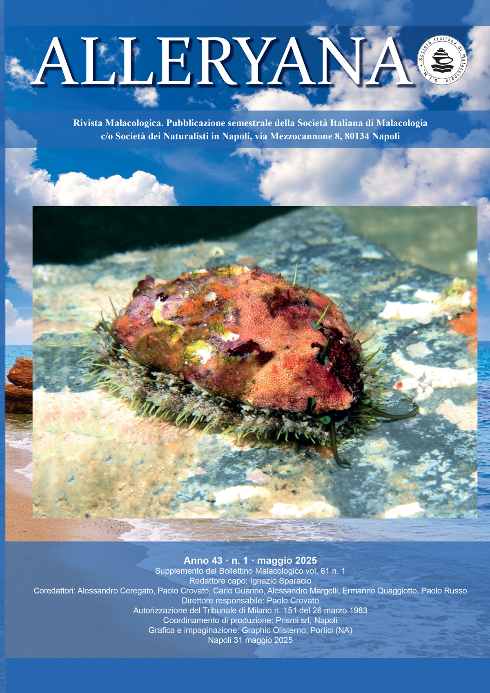 ALLERYANA
Rivista Malacologica. Pubblicazione semestrale della Società Italiana di Malacologia
c/o Società dei Naturalisti in Napoli, via Mezzocannone 8, 80134 Napoli
Anno 43 - n. 1 - maggio 2025
Supplemento del Bollettino Malacologico vol. 61 n. 1
Redattore capo: Ignazio Sparacio
Coredattori: Alessandro Ceregato, Paolo Crovato, Carlo Guarino, Alessandro Margelli, Ermanno Quaggiotto, Paolo Russo
Direttore responsabile: Paolo Crovato
Autorizzazione del Tribunale di Milano n. 151 del 26 marzo 1983
Coordinamento di produzione: Prismi srl, Napoli
Grafica e impaginazione: Graphic Olisterno, Portici (NA)
Napoli 31 maggio 2025